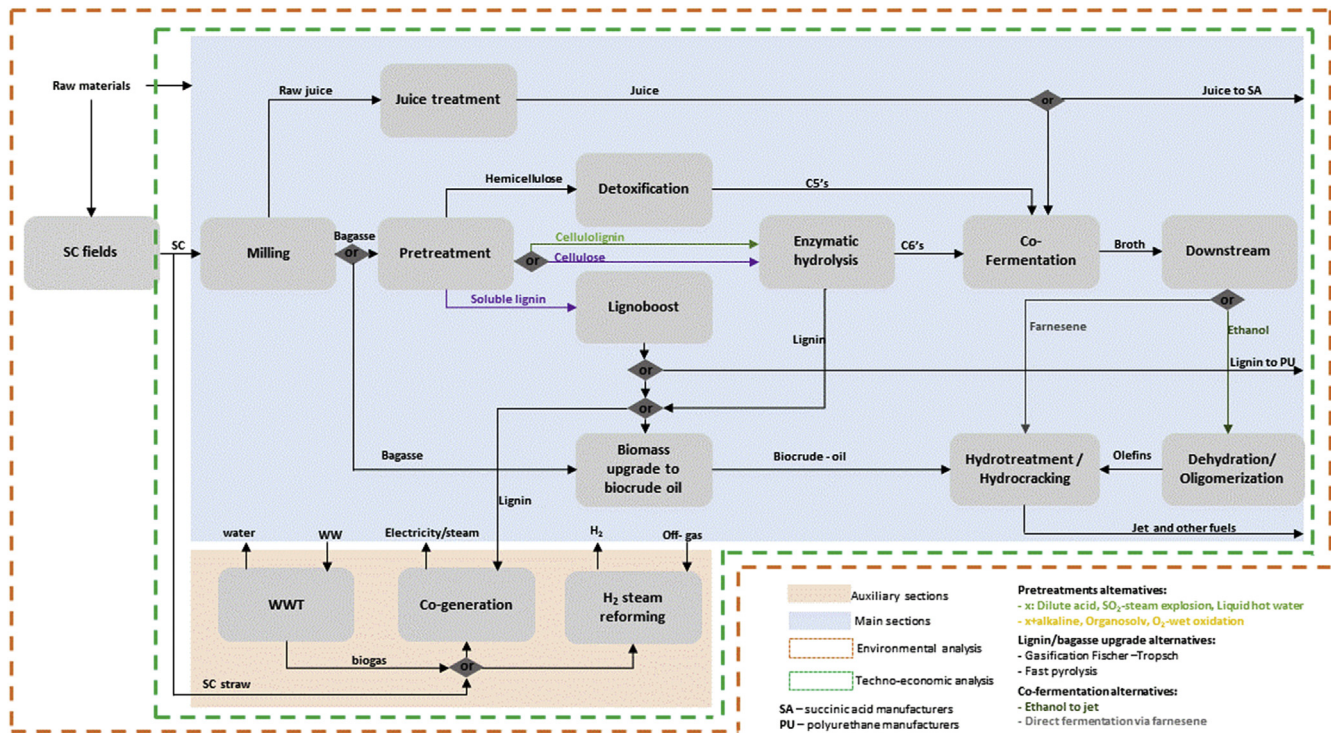 Raw materials
Raw juice
Juice treatment
Juice
or
Juice to SA
Hemicellulose
Detoxification
C5's
SC fields
SC
Milling
Bagasse
or
Pretreatment
or
Cellulolignin
Cellulose
Enzymatic
hydrolysis
C6's
Co-
Fermentation
Broth
Downstream
Soluble lignin
Lignoboost
or
Farnesene
Ethanol
Lignin
or
Lignin to PU
or
Bagasse
Biomass
upgrade to
biocrude oil
Biocrude - oil
Hydrotreatment /
Hydrocracking
Olefins
Dehydration/
Oligomerization
Lignin
Jet and other fuels
water
WW
Electricity/steam
H2
Off- gas
WWT
Co-generation
H2 steam
reforming
biogas
or
SC straw
Auxiliary sections
Main sections
Environmental analysis
Techno-economic analysis
SA – succinic acid manufacturers
PU – polyurethane manufacturers
Pretreatments alternatives:
- x: Dilute acid, SO2-steam explosion, Liquid hot water
- x+alkaline, Organosolv, O2-wet oxidation
Lignin/bagasse upgrade alternatives:
- Gasification Fischer –Tropsch
- Fast pyrolysis
Co-fermentation alternatives:
- Ethanol to jet
- Direct fermentation via farnesene